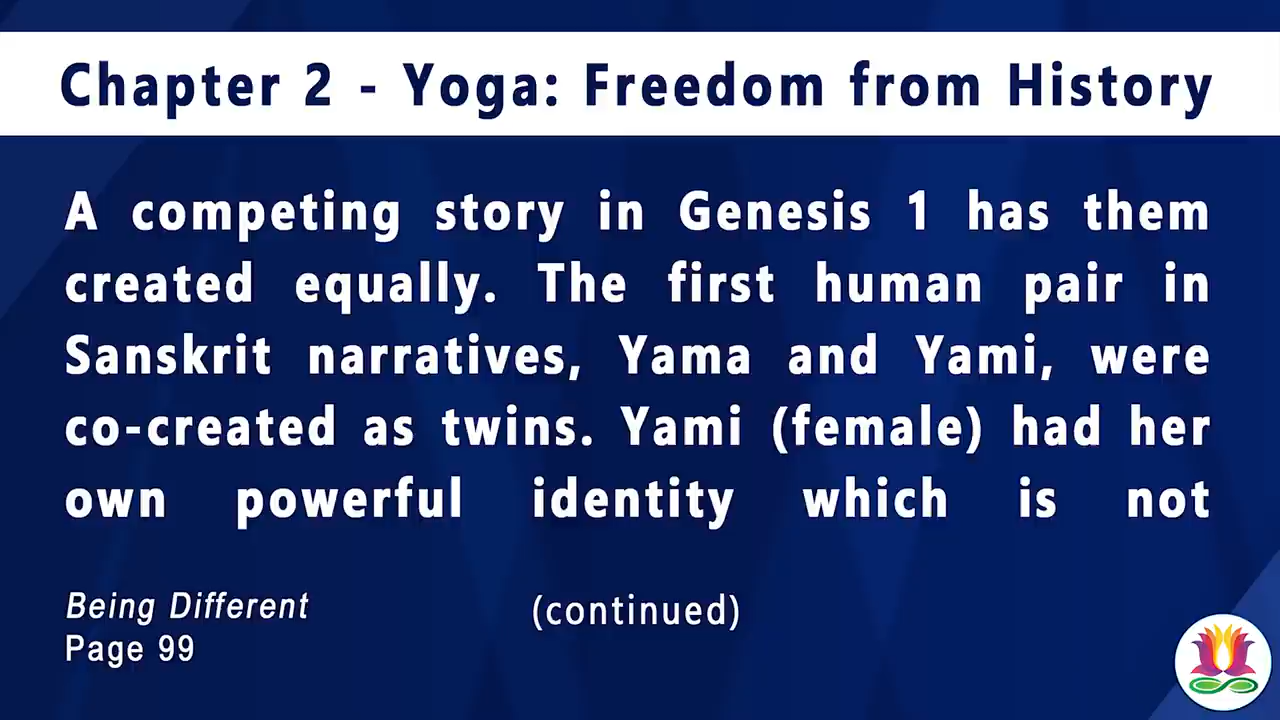 Chapter 2 - Yoga: Freedom from History
A competing story in Genesis 1 has them
created equally. The first human pair in
Sanskrit narratives, Yama and Yami, were
co-created as twins. Yami (female) had her
own powerful identity which is not
Being Different
(continued)
Page 99